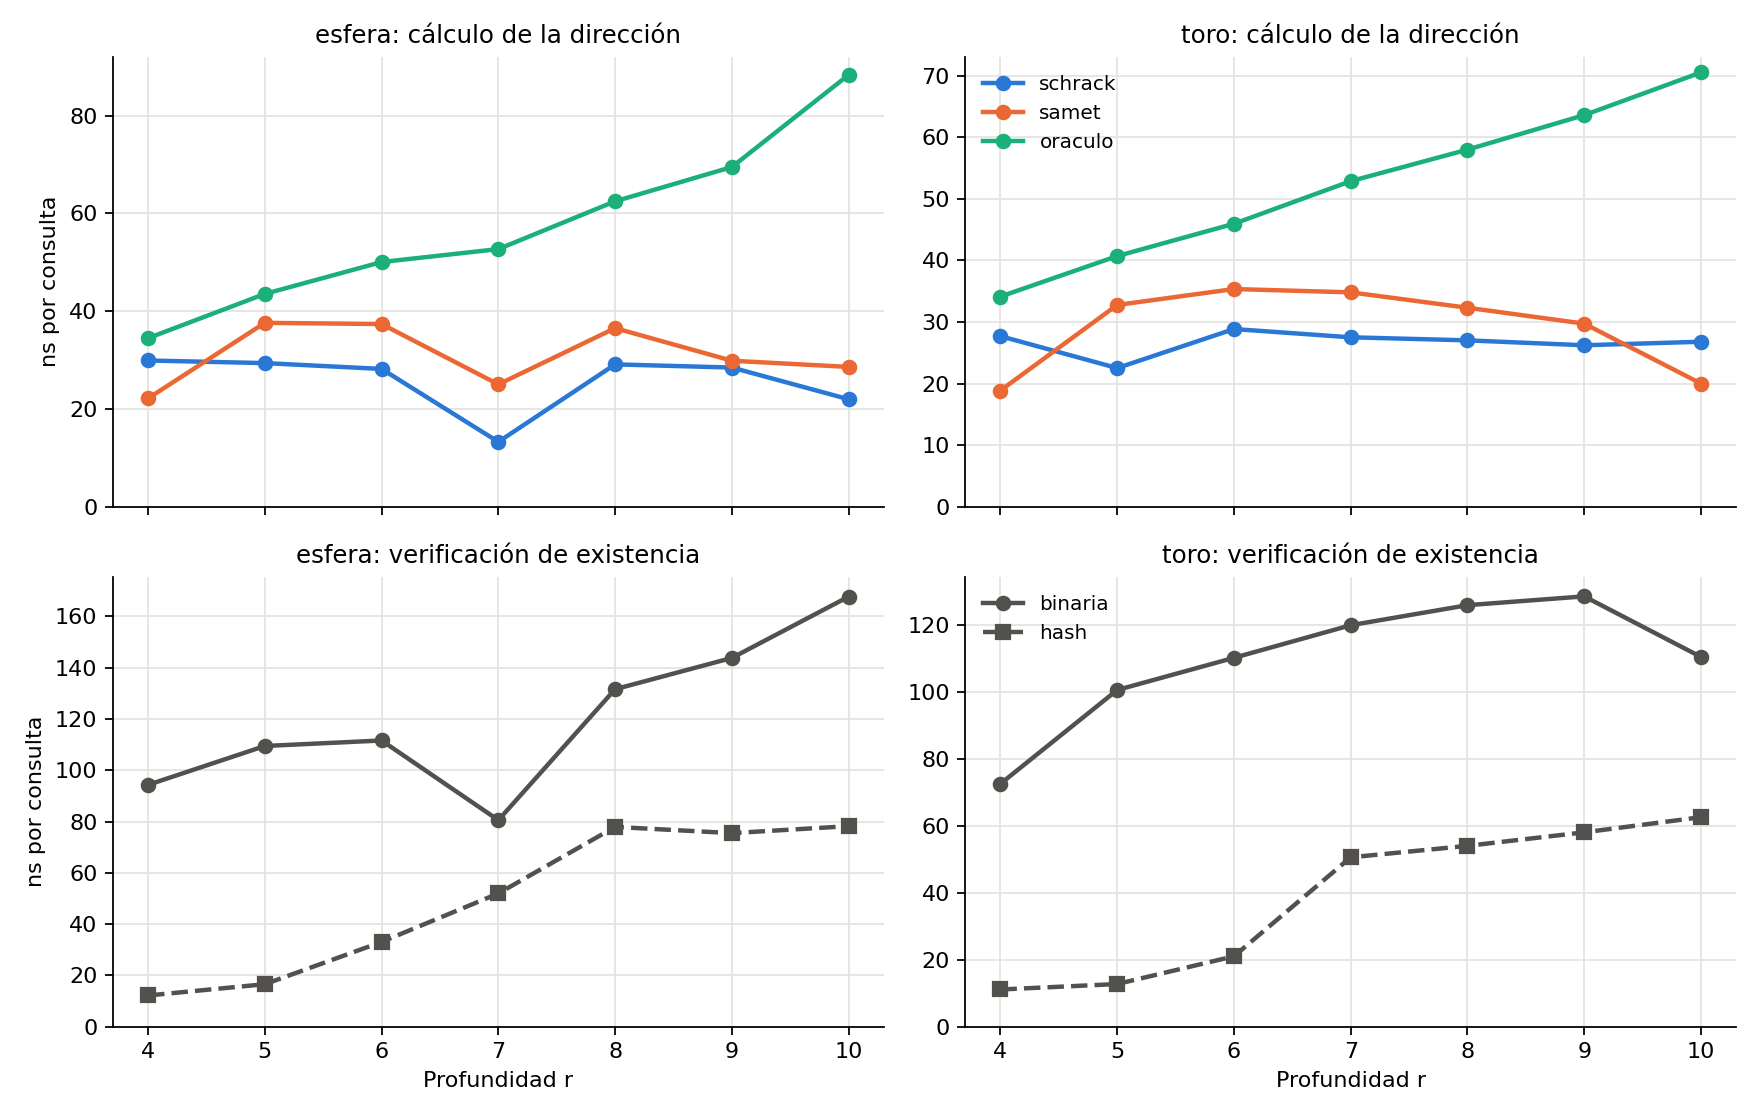 esfera: cálculo de la dirección
ns por consulta
80
60
40
20
0
toro: cálculo de la dirección
schrack
samet
oraculo
70
60
50
40
30
20
10
0
esfera: verificación de existencia
ns por consulta
160
140
120
100
80
60
40
20
0
4 5 6 7 8 9 10
Profundidad r
toro: verificación de existencia
binaria
hash
120
100
80
60
40
20
0
4 5 6 7 8 9 10
Profundidad r